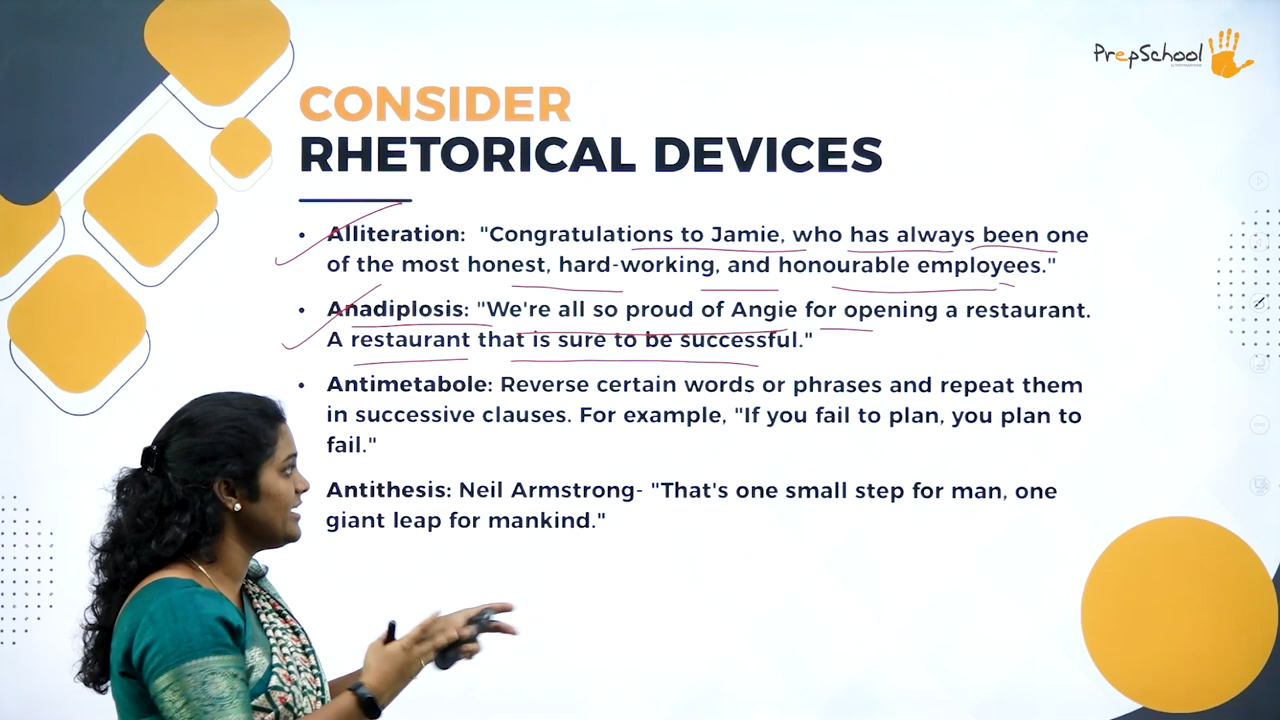 PrepSchool
CONSIDER
RHETORICAL DEVICES
• Alliteration: "Congratulations to Jamie, who has always been one
of the most honest, hard-working, and honourable employees."
• Anadiplosis: "We're all so proud of Angie for opening a restaurant.
A restaurant that is sure to be successful."
• Antimetabole: Reverse certain words or phrases and repeat them
in successive clauses. For example, "If you fail to plan, you plan to
fail."
Antithesis: Neil Armstrong- "That's one small step for man, one
giant leap for mankind."